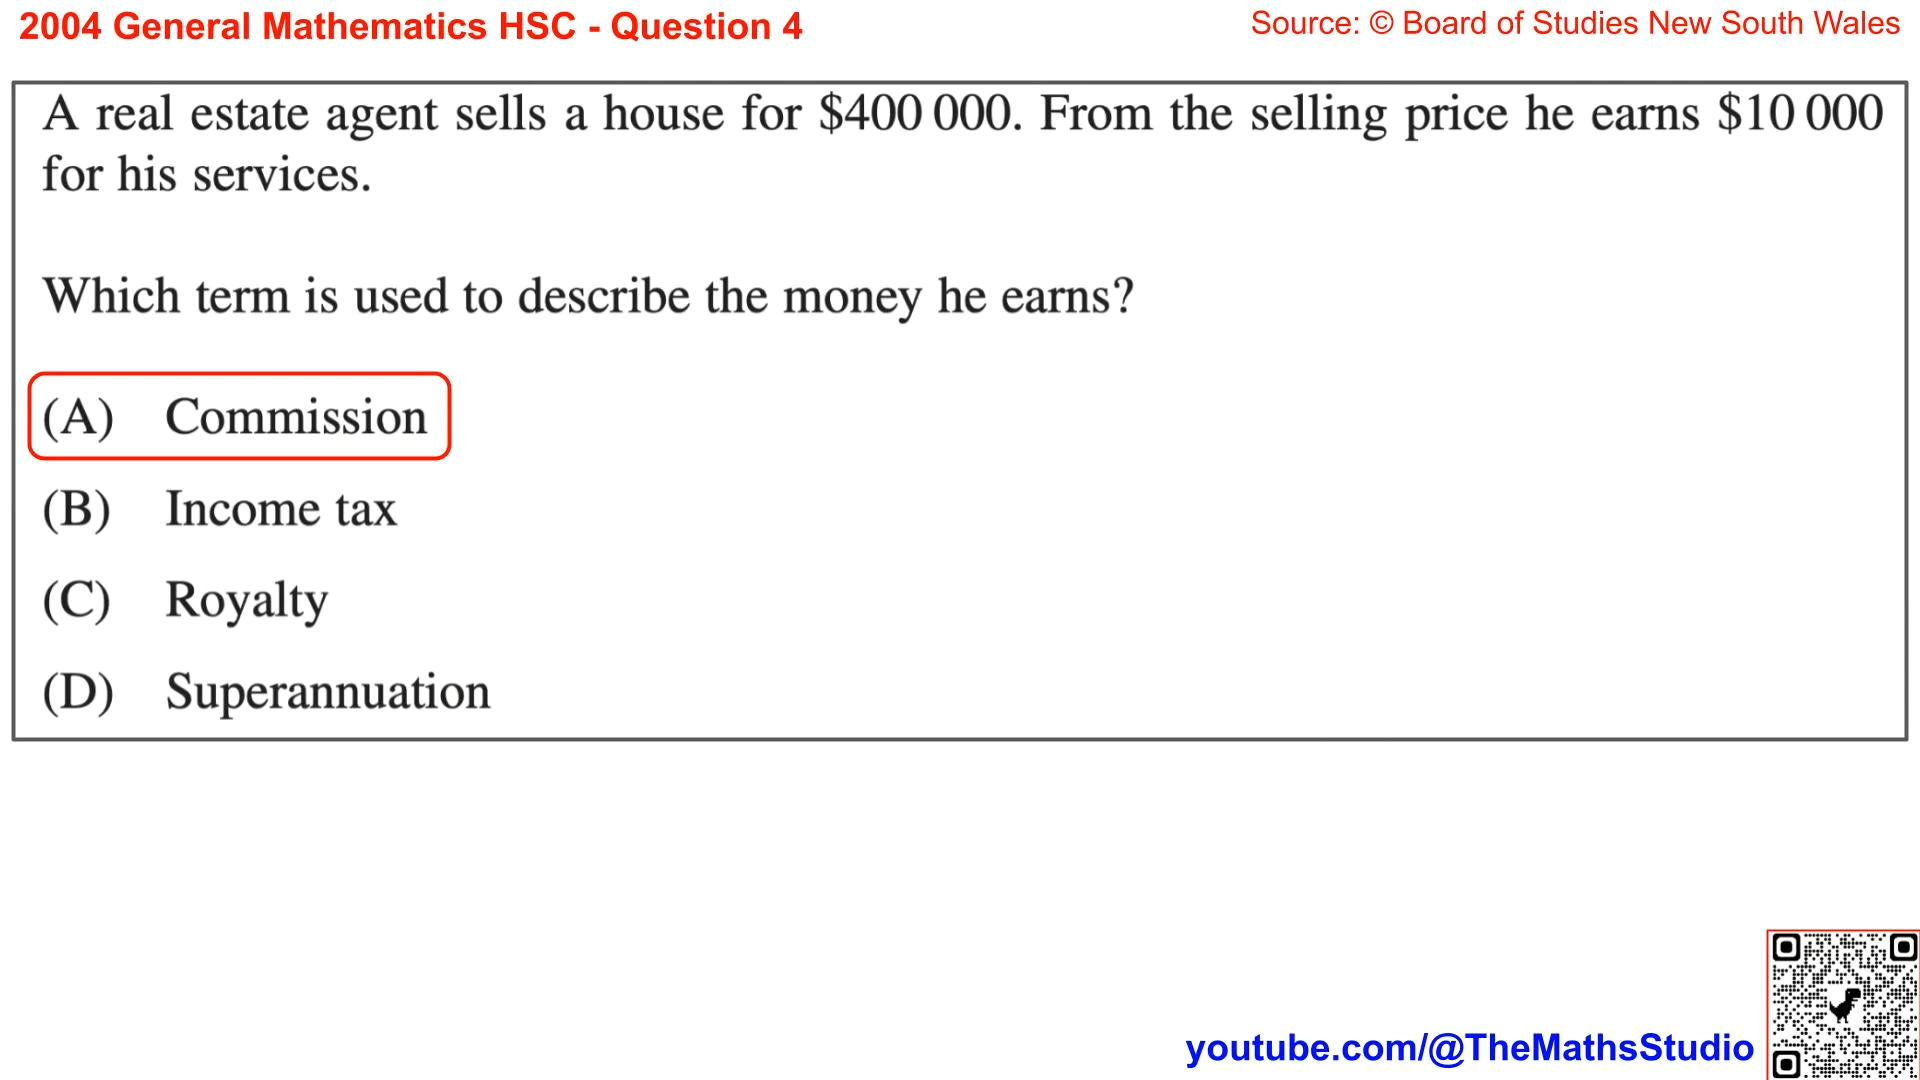 2004 General Mathematics HSC - Question 4
Source: © Board of Studies New South Wales
A real estate agent sells a house for $400 000. From the selling price he earns $10 000
for his services.
Which term is used to describe the money he earns?
(A) Commission
(B) Income tax
(C) Royalty
(D) Superannuation
youtube.com/@TheMathsStudio